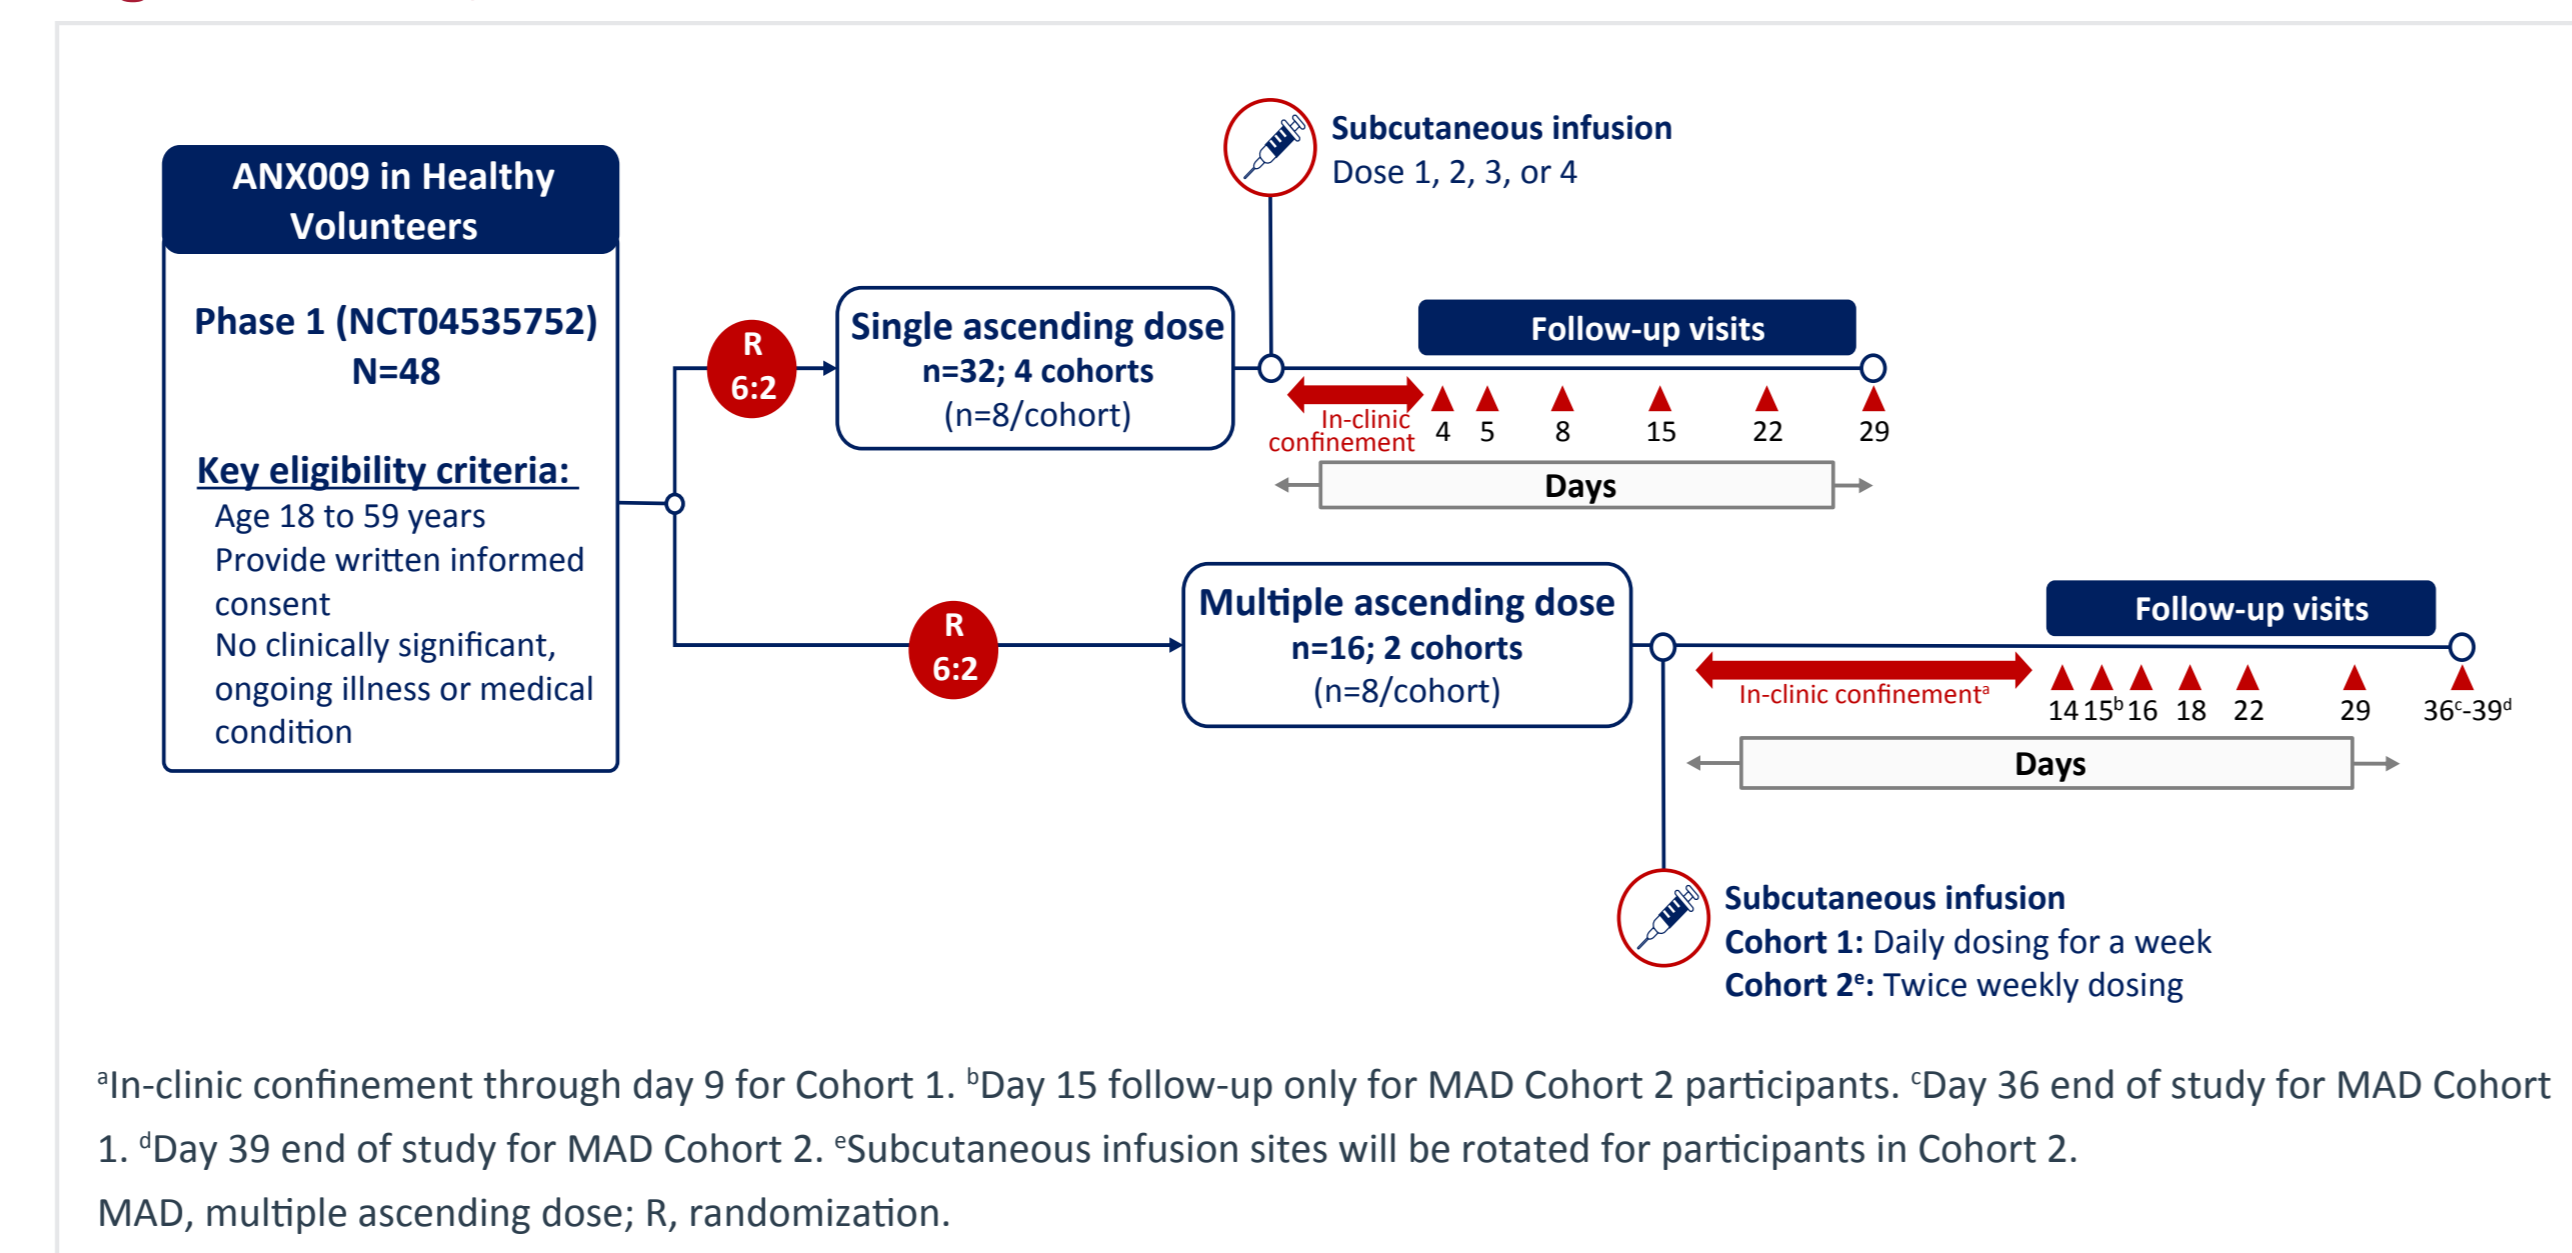 ANX009 in Healthy
Volunteers
Phase 1 (NCT04535752)
N=48
Key eligibility criteria:
Age 18 to 59 years
Provide written informed
consent
No clinically significant,
ongoing illness or medical
condition
R
6:2
Single ascending dose
n=32; 4 cohorts
(n=8/cohort)
Subcutaneous infusion
Dose 1, 2, 3, or 4
Follow-up visits
In-clinic
confinement
4 5 8 15 22 29
Days
R
6:2
Multiple ascending dose
n=16; 2 cohorts
(n=8/cohort)
Follow-up visits
In-clinic confinementᵃ
14 15ᵇ 16 18 22 29 36ᶜ-39ᵈ
Days
Subcutaneous infusion
Cohort 1: Daily dosing for a week
Cohort 2ᵉ: Twice weekly dosing
ᵃIn-clinic confinement through day 9 for Cohort 1. ᵇDay 15 follow-up only for MAD Cohort 2 participants. ᶜDay 36 end of study for MAD Cohort
1. ᵈDay 39 end of study for MAD Cohort 2. ᵉSubcutaneous infusion sites will be rotated for participants in Cohort 2.
MAD, multiple ascending dose; R, randomization.